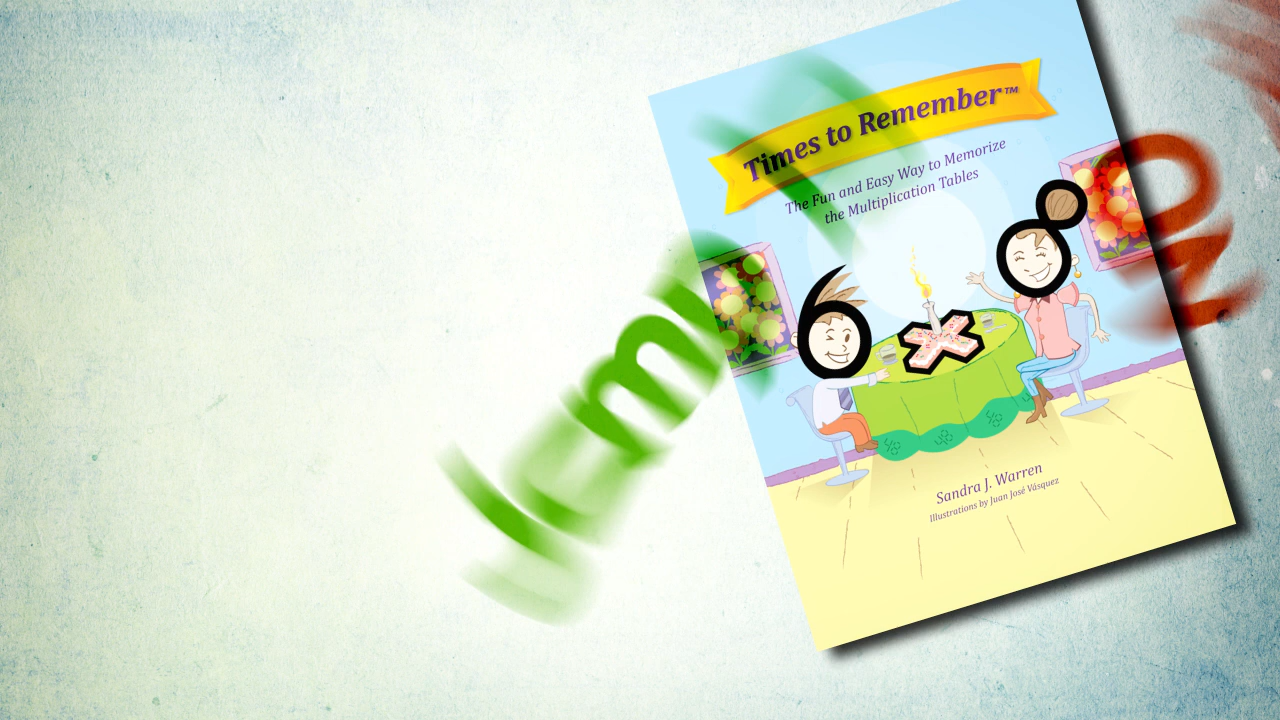 Times to Remember™
The Fun and Easy Way to Memorize
the Multiplication Tables
Sandra J. Warren
Illustrations by Juan José Vásquez